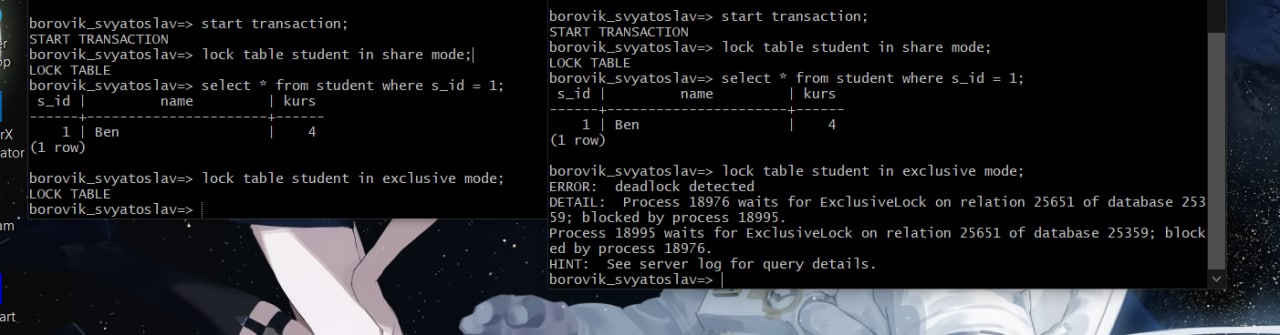 er
op
rX
ator
am
art
borovik_svyatoslav=> start transaction;
START TRANSACTION
borovik_svyatoslav=> lock table student in share mode;
LOCK TABLE
borovik_svyatoslav=> select * from student where s_id = 1;
 s_id |         name          | kurs
------+-----------------------+------
    1 | Ben                   |    4
(1 row)
borovik_svyatoslav=> lock table student in exclusive mode;
LOCK TABLE
borovik_svyatoslav=>
borovik_svyatoslav=> start transaction;
START TRANSACTION
borovik_svyatoslav=> lock table student in share mode;
LOCK TABLE
borovik_svyatoslav=> select * from student where s_id = 1;
 s_id |         name          | kurs
------+-----------------------+------
    1 | Ben                   |    4
(1 row)
borovik_svyatoslav=> lock table student in exclusive mode;
ERROR:  deadlock detected
DETAIL:  Process 18976 waits for ExclusiveLock on relation 25651 of database 253
59; blocked by process 18995.
Process 18995 waits for ExclusiveLock on relation 25651 of database 25359; block
ed by process 18976.
HINT:  See server log for query details.
borovik_svyatoslav=>